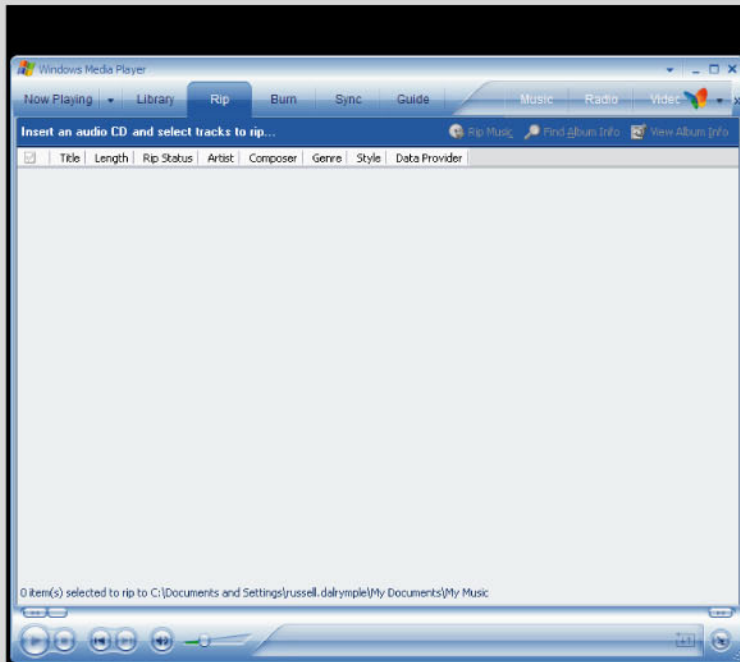 Windows Media Player
Now Playing Library Rip Burn Sync Guide Music Radio Video
Insert an audio CD and select tracks to rip... Rip Music Find Album Info View Album Info
Title Length Rip Status Artist Composer Genre Style Data Provider
0 item(s) selected to rip to C:\Documents and Settings\russell.dalrymple\My Documents\My Music